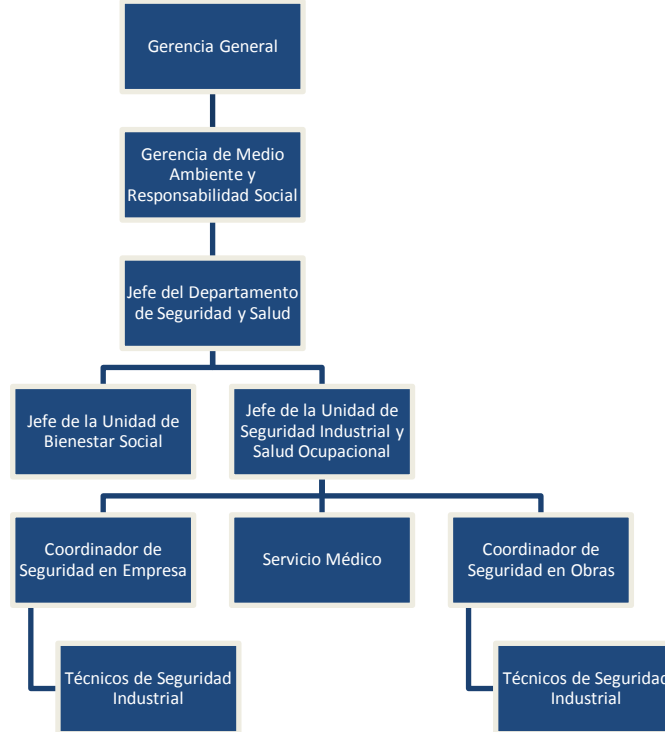 Gerencia General
Gerencia de Medio
Ambiente y
Responsabilidad Social
Jefe del Departamento
de Seguridad y Salud
Jefe de la Unidad de
Bienestar Social
Jefe de la Unidad de
Seguridad Industrial y
Salud Ocupacional
Coordinador de
Seguridad en Empresa
Servicio Médico
Coordinador de
Seguridad en Obras
Técnicos de Seguridad
Industrial
Técnicos de Seguridad
Industrial